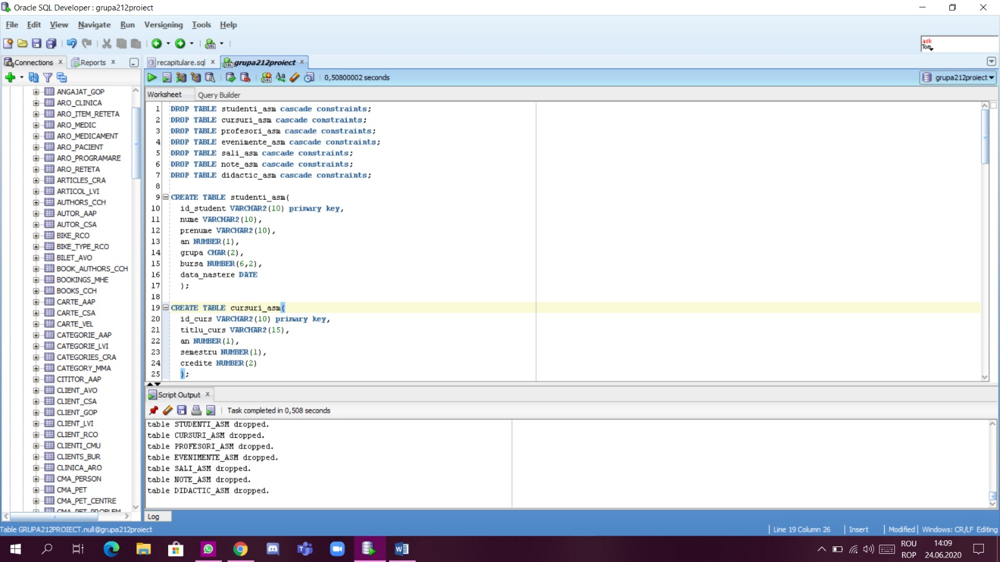 Oracle SQL Developer : grupa212proiect
File Edit View Navigate Run Versioning Tools Help
ask
Tom
Connections
Reports
recapitulare.sql
grupa212proiect
0,50800002 seconds
grupa212proiect
Worksheet
Query Builder
ANGAJAT_GOP
ARO_CLINICA
ARO_ITEM_RETETA
ARO_MEDIC
ARO_MEDICAMENT
ARO_PACIENT
ARO_PROGRAMARE
ARO_RETETA
ARTICLES_CRA
ARTICOL_LVI
AUTHORS_CCH
AUTOR_AAP
AUTOR_CSA
BIKE_RCO
BIKE_TYPE_RCO
BILET_AVO
BOOK_AUTHORS_CCH
BOOKINGS_MHE
BOOKS_CCH
CARTE_AAP
CARTE_CSA
CARTE_VEL
CATEGORIE_AAP
CATEGORIE_LVI
CATEGORIES_CRA
CATEGORY_MMA
CITITOR_AAP
CLIENT_AVO
CLIENT_CSA
CLIENT_GOP
CLIENT_LVI
CLIENT_RCO
CLIENTI_CMU
CLIENTS_BUR
CLINICA_ARO
CMA_PERSON
CMA_PET
CMA_PET_CENTRE
CMA_PET_PROBLEM
1 DROP TABLE studenti_asm cascade constraints;
2 DROP TABLE cursuri_asm cascade constraints;
3 DROP TABLE profesori_asm cascade constraints;
4 DROP TABLE evenimente_asm cascade constraints;
5 DROP TABLE sali_asm cascade constraints;
6 DROP TABLE note_asm cascade constraints;
7 DROP TABLE didactic_asm cascade constraints;
8
9 CREATE TABLE studenti_asm(
10 id_student VARCHAR2(10) primary key,
11 nume VARCHAR2(10),
12 prenume VARCHAR2(10),
13 an NUMBER(1),
14 grupa CHAR(2),
15 bursa NUMBER(6,2),
16 data_nastere DATE
17 );
18
19 CREATE TABLE cursuri_asm(
20 id_curs VARCHAR2(10) primary key,
21 titlu_curs VARCHAR2(15),
22 an NUMBER(1),
23 semestru NUMBER(1),
24 credite NUMBER(2)
25 );
Script Output
Task completed in 0,508 seconds
table STUDENTI_ASM dropped.
table CURSURI_ASM dropped.
table PROFESORI_ASM dropped.
table EVENIMENTE_ASM dropped.
table SALI_ASM dropped.
table NOTE_ASM dropped.
table DIDACTIC_ASM dropped.
Log
Table GRUPA212PROIECT.null@grupa212proiect
Line 19 Column 26 Insert Modified Windows: CR/LF Editing
ROU
ROP
14:09
24.06.2020